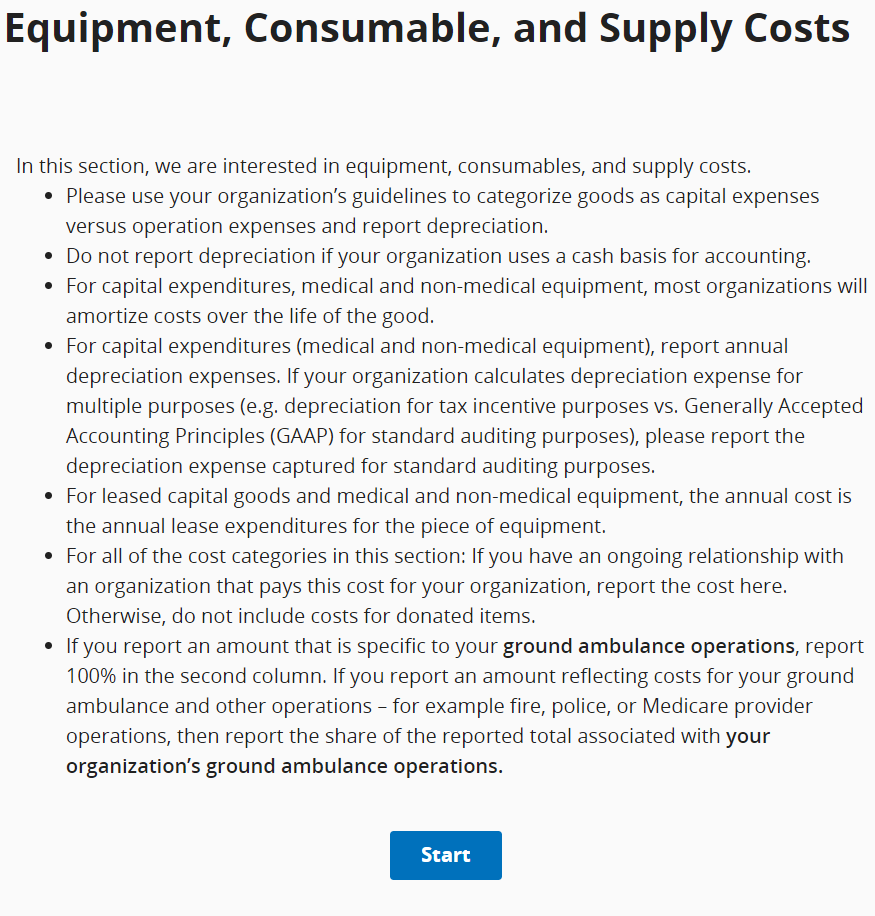 Equipment, Consumable, and Supply Costs
In this section, we are interested in equipment, consumables, and supply costs.
• Please use your organization’s guidelines to categorize goods as capital expenses
versus operation expenses and report depreciation.
• Do not report depreciation if your organization uses a cash basis for accounting.
• For capital expenditures, medical and non-medical equipment, most organizations will
amortize costs over the life of the good.
• For capital expenditures (medical and non-medical equipment), report annual
depreciation expenses. If your organization calculates depreciation expense for
multiple purposes (e.g. depreciation for tax incentive purposes vs. Generally Accepted
Accounting Principles (GAAP) for standard auditing purposes), please report the
depreciation expense captured for standard auditing purposes.
• For leased capital goods and medical and non-medical equipment, the annual cost is
the annual lease expenditures for the piece of equipment.
• For all of the cost categories in this section: If you have an ongoing relationship with
an organization that pays this cost for your organization, report the cost here.
Otherwise, do not include costs for donated items.
• If you report an amount that is specific to your ground ambulance operations, report
100% in the second column. If you report an amount reflecting costs for your ground
ambulance and other operations – for example fire, police, or Medicare provider
operations, then report the share of the reported total associated with your
organization’s ground ambulance operations.
Start